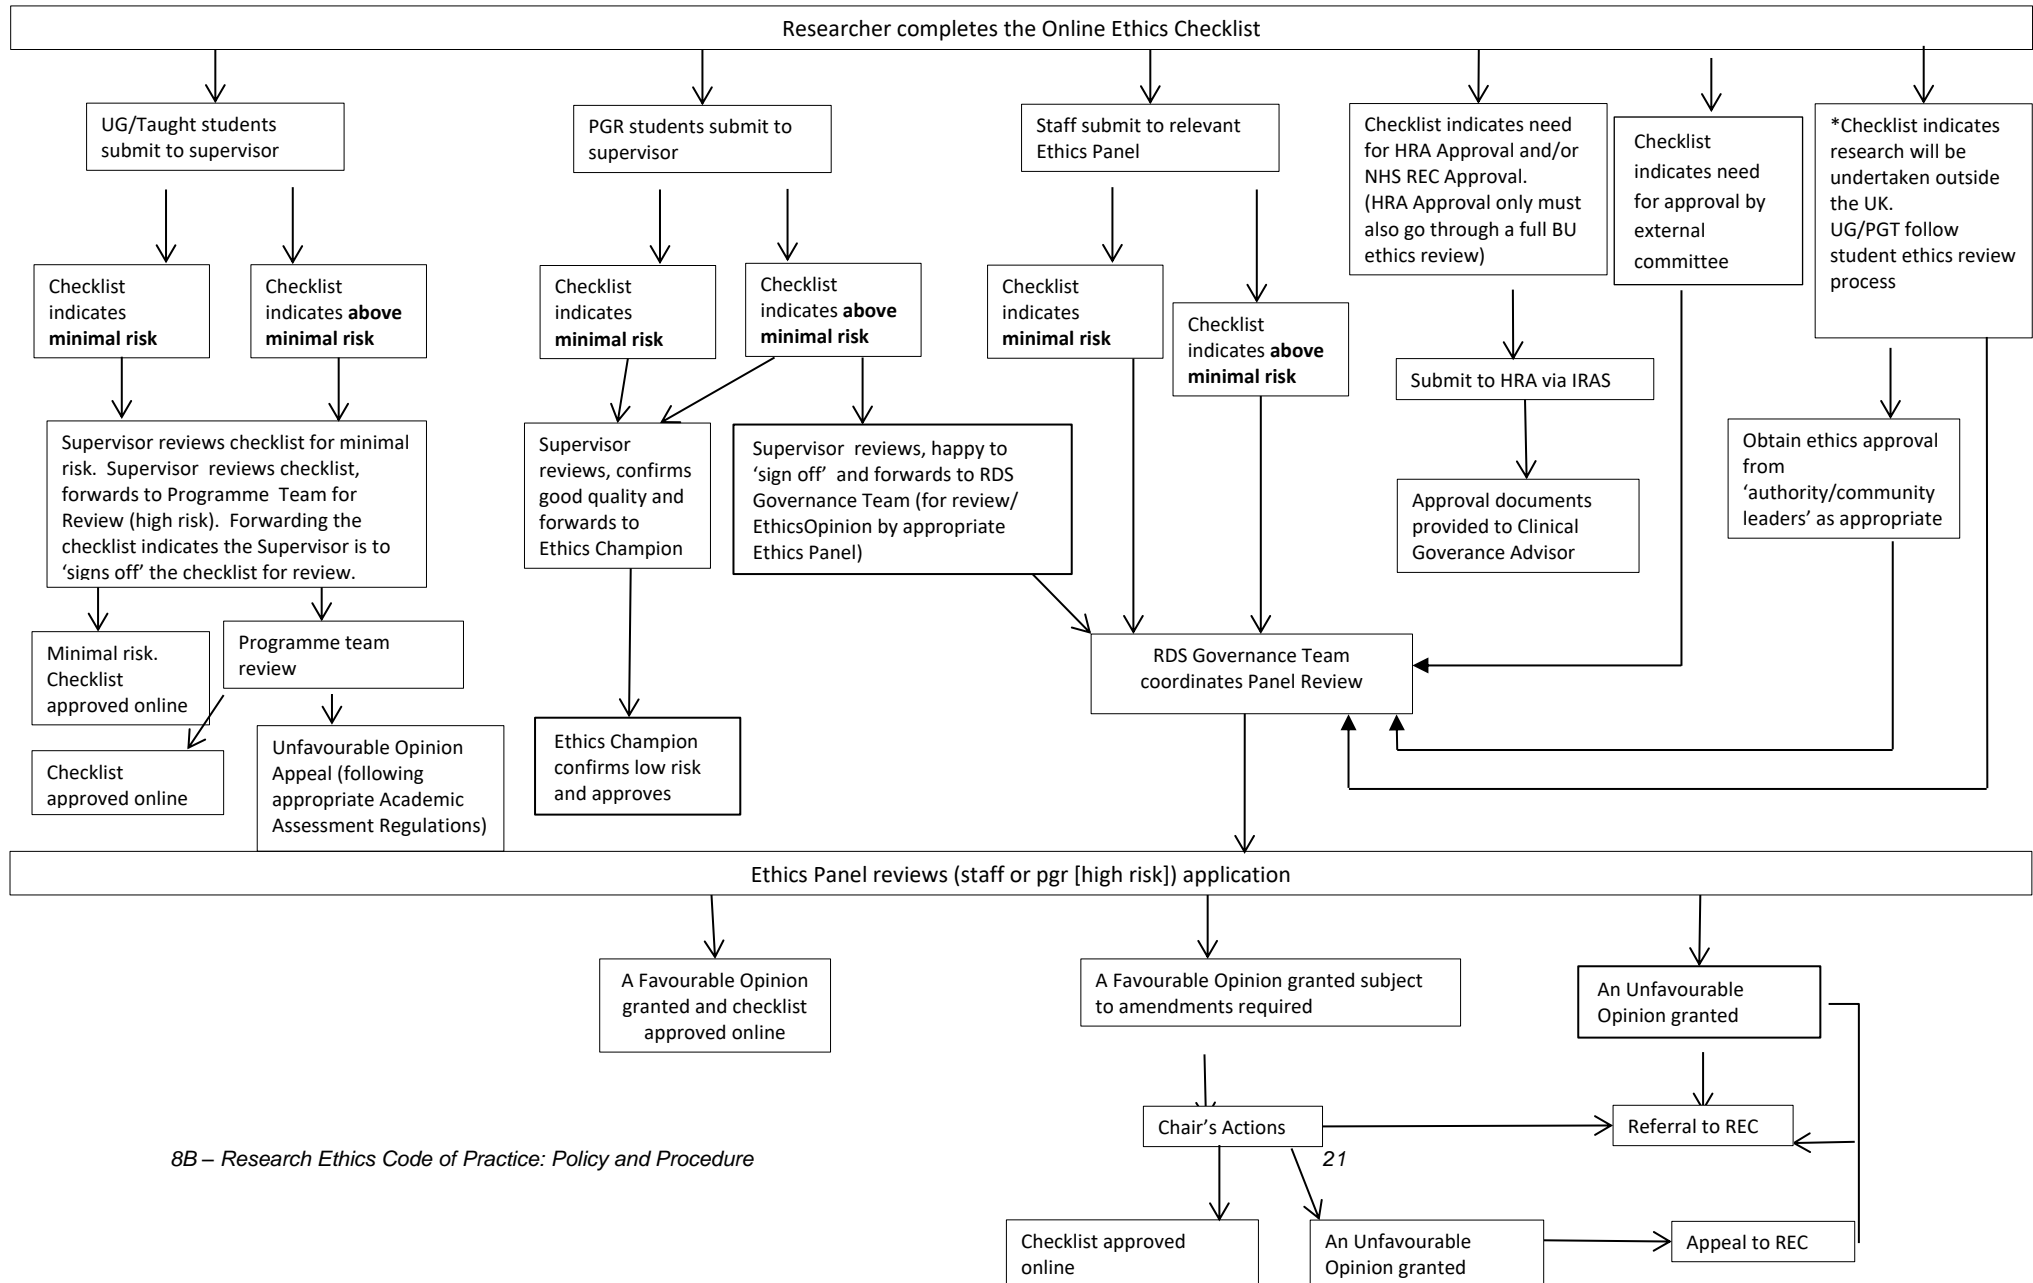 Researcher completes the Online Ethics Checklist
UG/Taught students
submit to supervisor
PGR students submit to
supervisor
Staff submit to relevant
Ethics Panel
Checklist indicates need
for HRA Approval and/or
NHS REC Approval.
(HRA Approval only must
also go through a full BU
ethics review)
Checklist
indicates need
for approval by
external
committee
*Checklist indicates
research will be
undertaken outside
the UK.
UG/PGT follow
student ethics review
process
Checklist
indicates
minimal risk
Checklist
indicates above
minimal risk
Checklist
indicates
minimal risk
Checklist
indicates above
minimal risk
Checklist
indicates
minimal risk
Checklist
indicates above
minimal risk
Submit to HRA via IRAS
Supervisor reviews checklist for minimal
risk. Supervisor reviews checklist,
forwards to Programme Team for
Review (high risk). Forwarding the
checklist indicates the Supervisor is to
‘signs off’ the checklist for review.
Supervisor
reviews, confirms
good quality and
forwards to
Ethics Champion
Supervisor reviews, happy to
‘sign off’ and forwards to RDS
Governance Team (for review/
EthicsOpinion by appropriate
Ethics Panel)
Approval documents
provided to Clinical
Goverance Advisor
Obtain ethics approval
from
‘authority/community
leaders’ as appropriate
Minimal risk.
Checklist
approved online
Programme team
review
RDS Governance Team
coordinates Panel Review
Checklist
approved online
Unfavourable Opinion
Appeal (following
appropriate Academic
Assessment Regulations)
Ethics Champion
confirms low risk
and approves
Ethics Panel reviews (staff or pgr [high risk]) application
A Favourable Opinion
granted and checklist
approved online
A Favourable Opinion granted subject
to amendments required
An Unfavourable
Opinion granted
Chair’s Actions
Referral to REC
8B – Research Ethics Code of Practice: Policy and Procedure
21
Checklist approved
online
An Unfavourable
Opinion granted
Appeal to REC